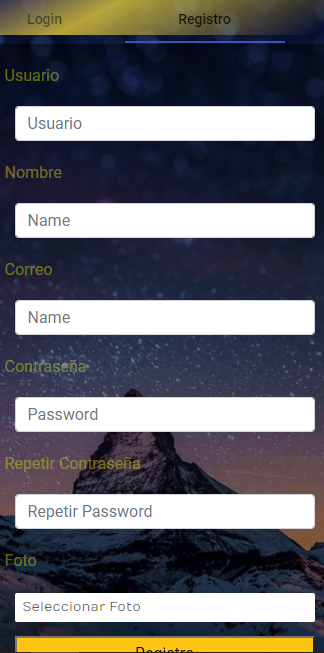 Login Registro
Usuario
Usuario
Nombre
Name
Correo
Name
Contraseña
Password
Repetir Contraseña
Repetir Password
Foto
Seleccionar Foto
Registro